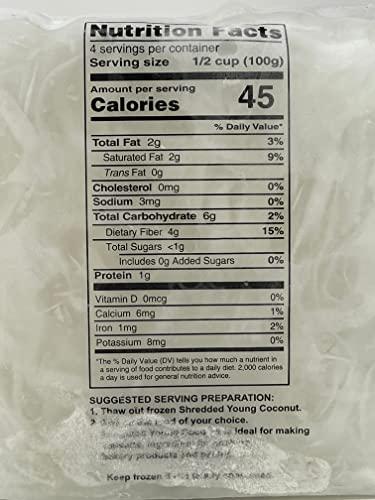 Nutrition Facts
4 servings per container
Serving size 1/2 cup (100g)
Amount per serving
Calories 45
% Daily Value*
Total Fat 2g 3%
Saturated Fat 2g 9%
Trans Fat 0g
Cholesterol 0mg 0%
Sodium 3mg 0%
Total Carbohydrate 6g 2%
Dietary Fiber 4g 15%
Total Sugars <1g
Includes 0g Added Sugars 0%
Protein 1g
Vitamin D 0mcg 0%
Calcium 6mg 1%
Iron 1mg 2%
Potassium 8mg 0%
*The % Daily Value (DV) tells you how much a nutrient in
a serving of food contributes to a daily diet. 2,000 calories
a day is used for general nutrition advice.
SUGGESTED SERVING PREPARATION:
1. Thaw out frozen Shredded Young Coconut.
2. of your choice.
Ideal for making
bakery products and
Keep frozen